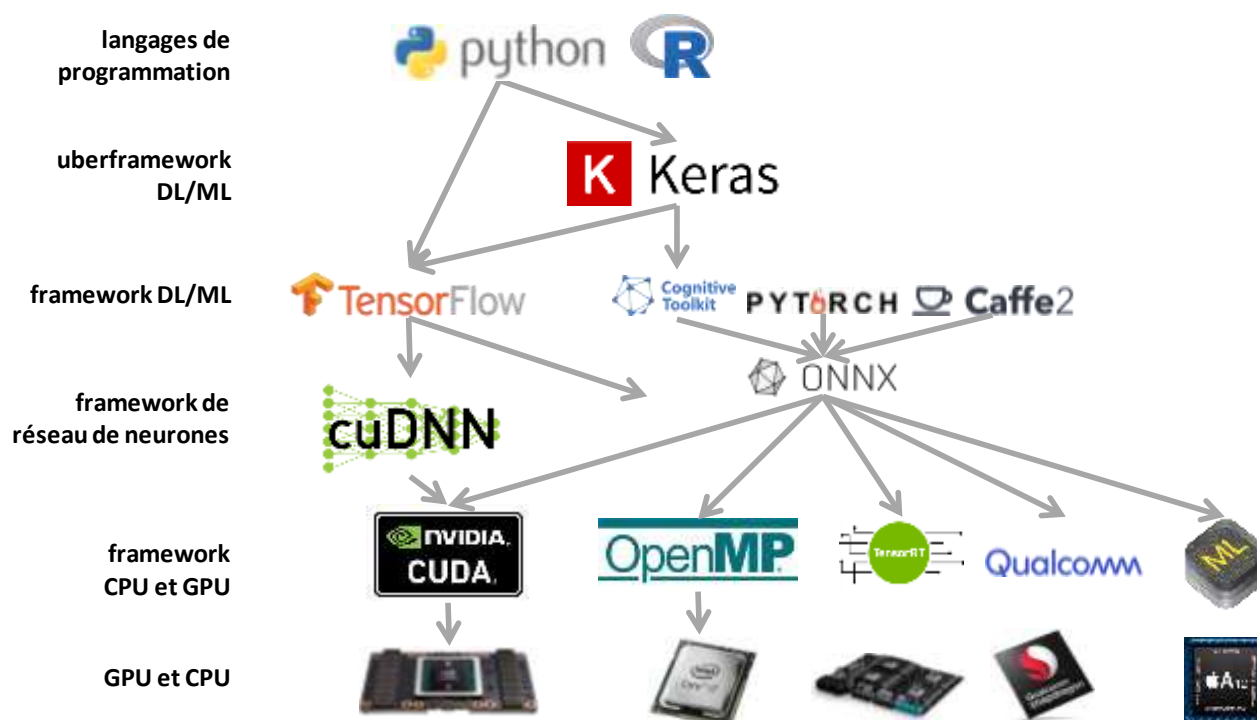 langages de
programmation
python R
uberframework
DL/ML
K Keras
framework DL/ML
TensorFlow
Cognitive
Toolkit
PYTORCH
Caffe2
ONNX
framework de
réseau de neurones
cuDNN
framework
CPU et GPU
NVIDIA.
CUDA
OpenMP
TensorRT
Qualcomm
ML
GPU et CPU
A12